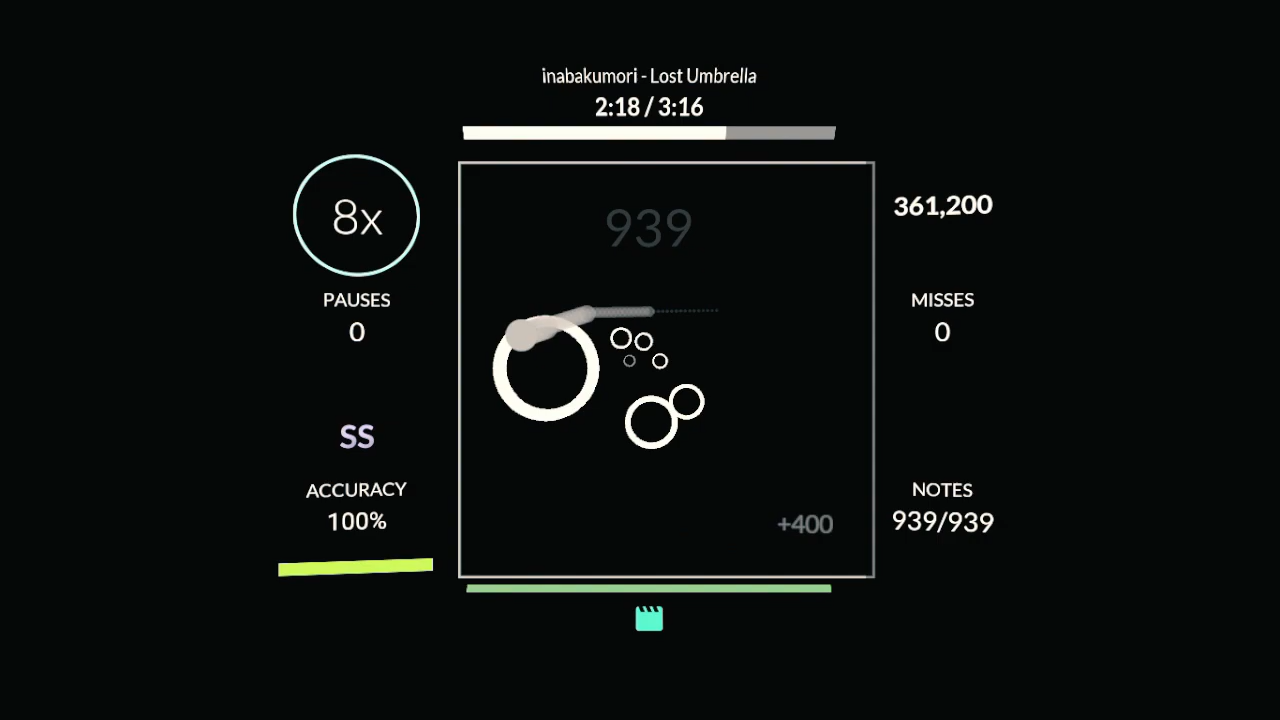 inabakumori - Lost Umbrella
2:18 / 3:16
8x
939
361,200
PAUSES
0
MISSES
0
SS
ACCURACY
100%
+400
NOTES
939/939